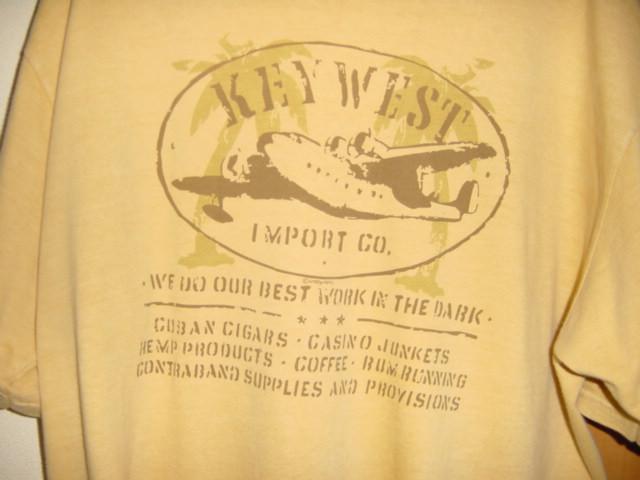 KEY WEST
IMPORT CO.
· WE DO OUR BEST WORK IN THE DARK ·
CUBAN CIGARS · CASINO JUNKETS
HEMP PRODUCTS · COFFEE · RUM RUNNING
CONTRABAND SUPPLIES AND PROVISIONS